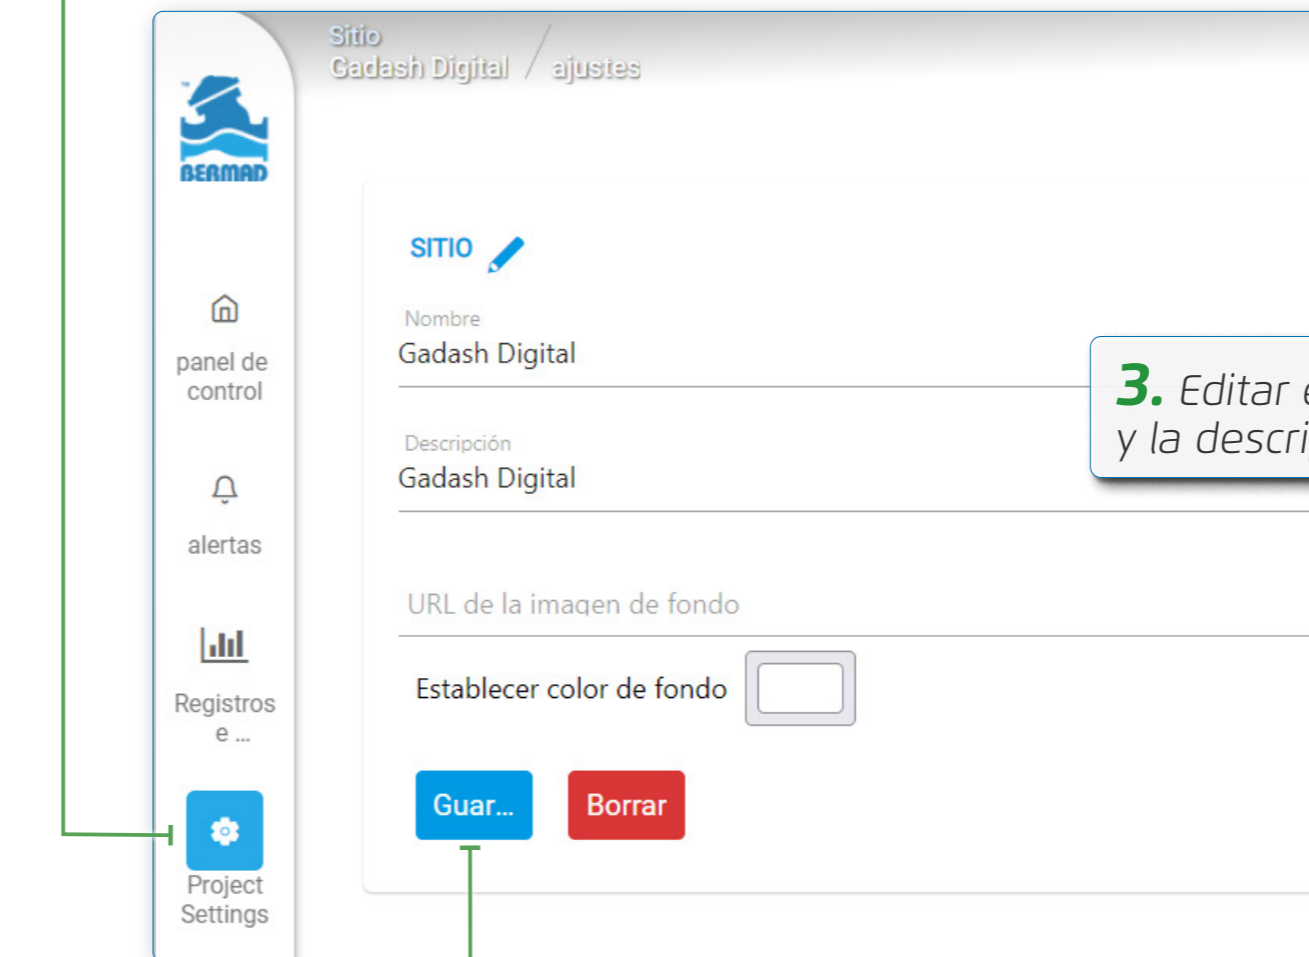 Sitio
Gadash Digital / ajustes
BERMAD
SITIO
Nombre
Gadash Digital
panel de
control
3. Editar e
y la descri
Descripción
Gadash Digital
alertas
URL de la imagen de fondo
Establecer color de fondo
Registros
e ...
Guar...
Borrar
Project
Settings